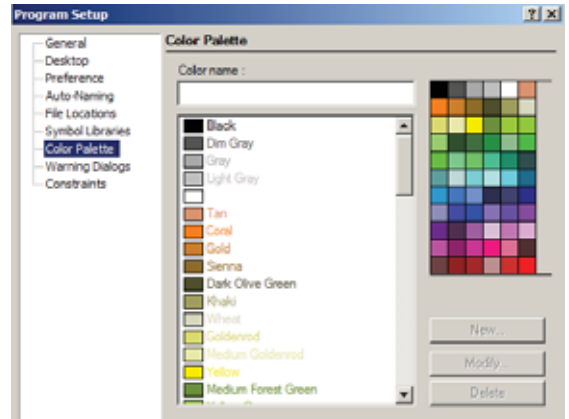 Program Setup
General
Desktop
Preference
Auto-Naming
File Locations
Symbol Libraries
Color Palette
Warning Dialogs
Constraints
Color Palette
Color name :
Black
Dim Gray
Gray
Light Gray
Tan
Coral
Gold
Sienna
Dark Olive Green
Khaki
Wheat
Goldenrod
Medium Goldenrod
Yellow
Medium Forest Green
New...
Modify...
Delete